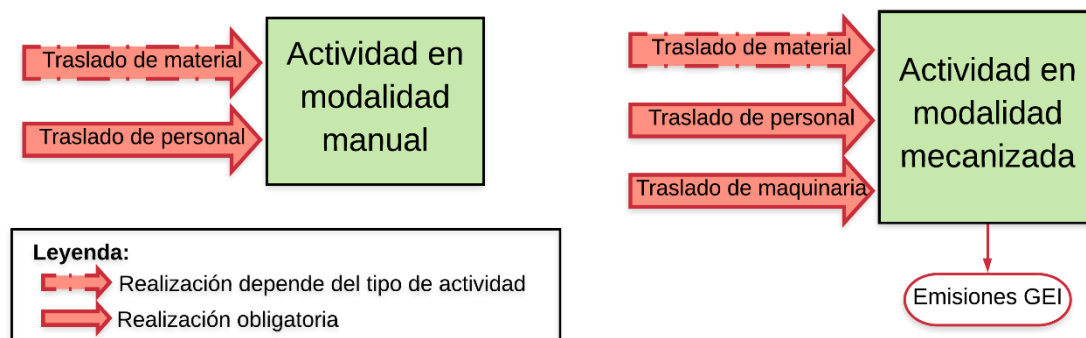 Traslado de material
Traslado de personal
Actividad en
modalidad
manual
Traslado de material
Traslado de personal
Traslado de maquinaria
Actividad en
modalidad
mecanizada
Emisiones GEI
Leyenda:
Realización depende del tipo de actividad
Realización obligatoria